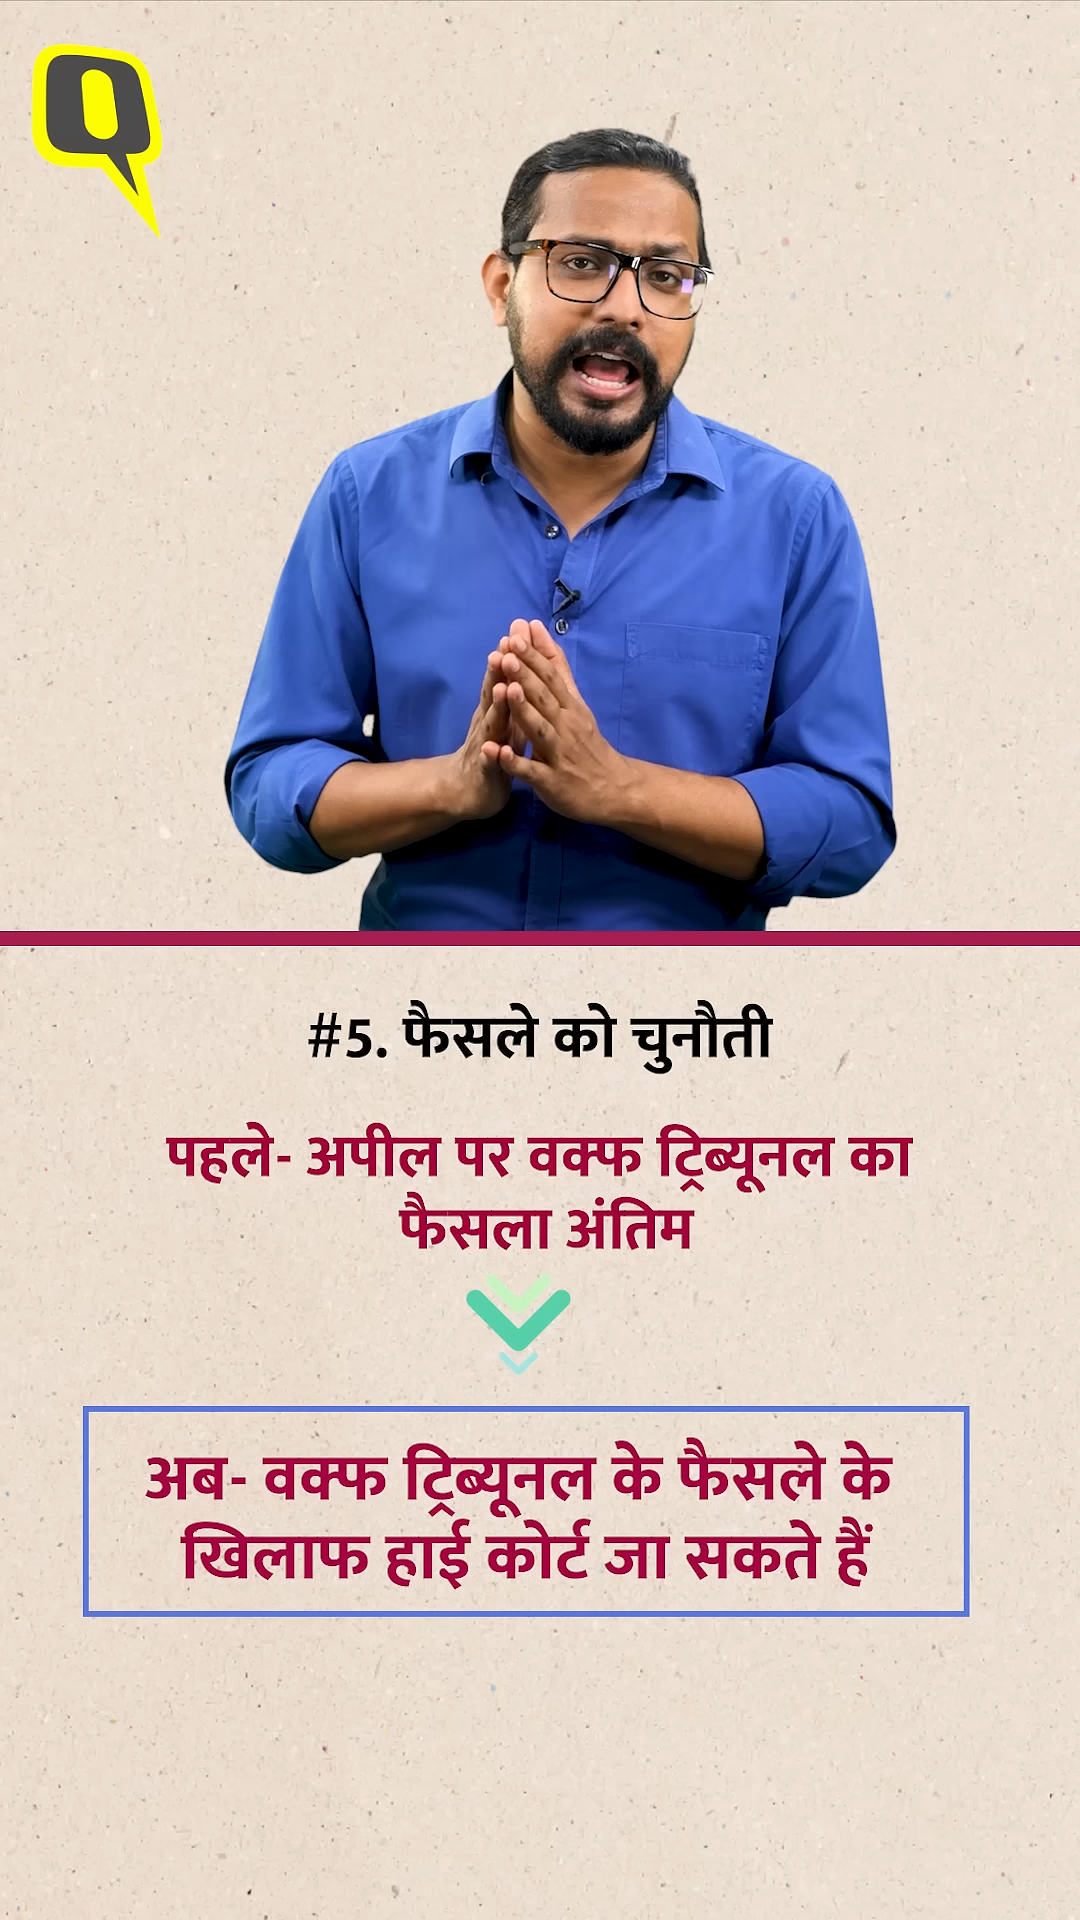 Q
#5. फैसले को चुनौती
पहले- अपील पर वक्फ ट्रिब्यूनल का
फैसला अंतिम
अब- वक्फ ट्रिब्यूनल के फैसले के
खिलाफ हाई कोर्ट जा सकते हैं